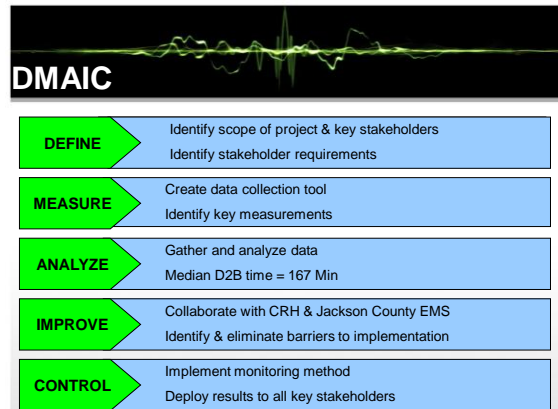 DMAIC
DEFINE
Identify scope of project & key stakeholders
Identify stakeholder requirements
MEASURE
Create data collection tool
Identify key measurements
ANALYZE
Gather and analyze data
Median D2B time = 167 Min
IMPROVE
Collaborate with CRH & Jackson County EMS
Identify & eliminate barriers to implementation
CONTROL
Implement monitoring method
Deploy results to all key stakeholders